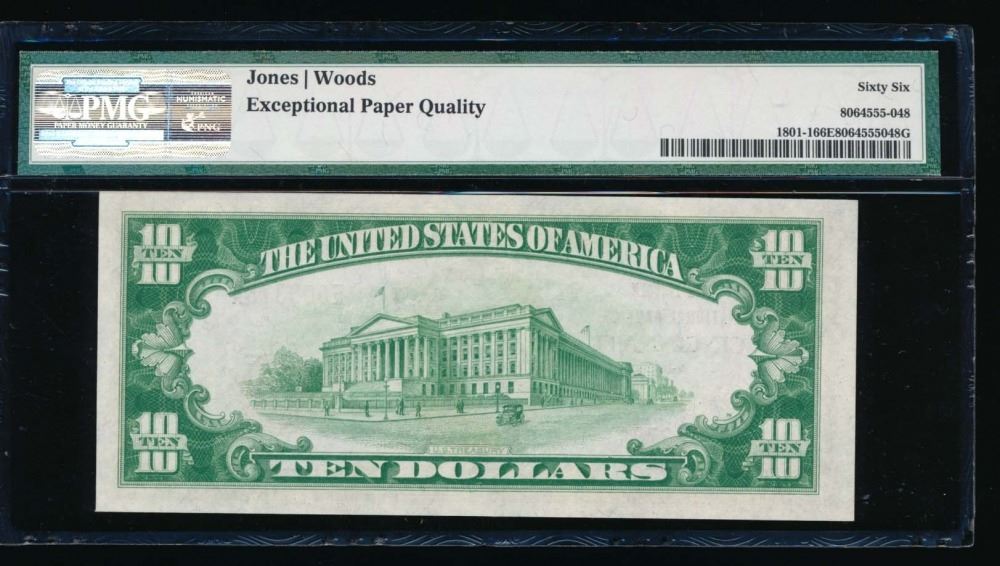 PMG
PAPER MONEY GUARANTY
NUMISMATIC
PNG
Jones | Woods
Exceptional Paper Quality
Sixty Six
8064555-048
1801-166E8064555048G
10 TEN 10
THE UNITED STATES OF AMERICA
10 TEN 10
U.S. TREASURY
10 TEN 10
TEN DOLLARS
10 TEN 10